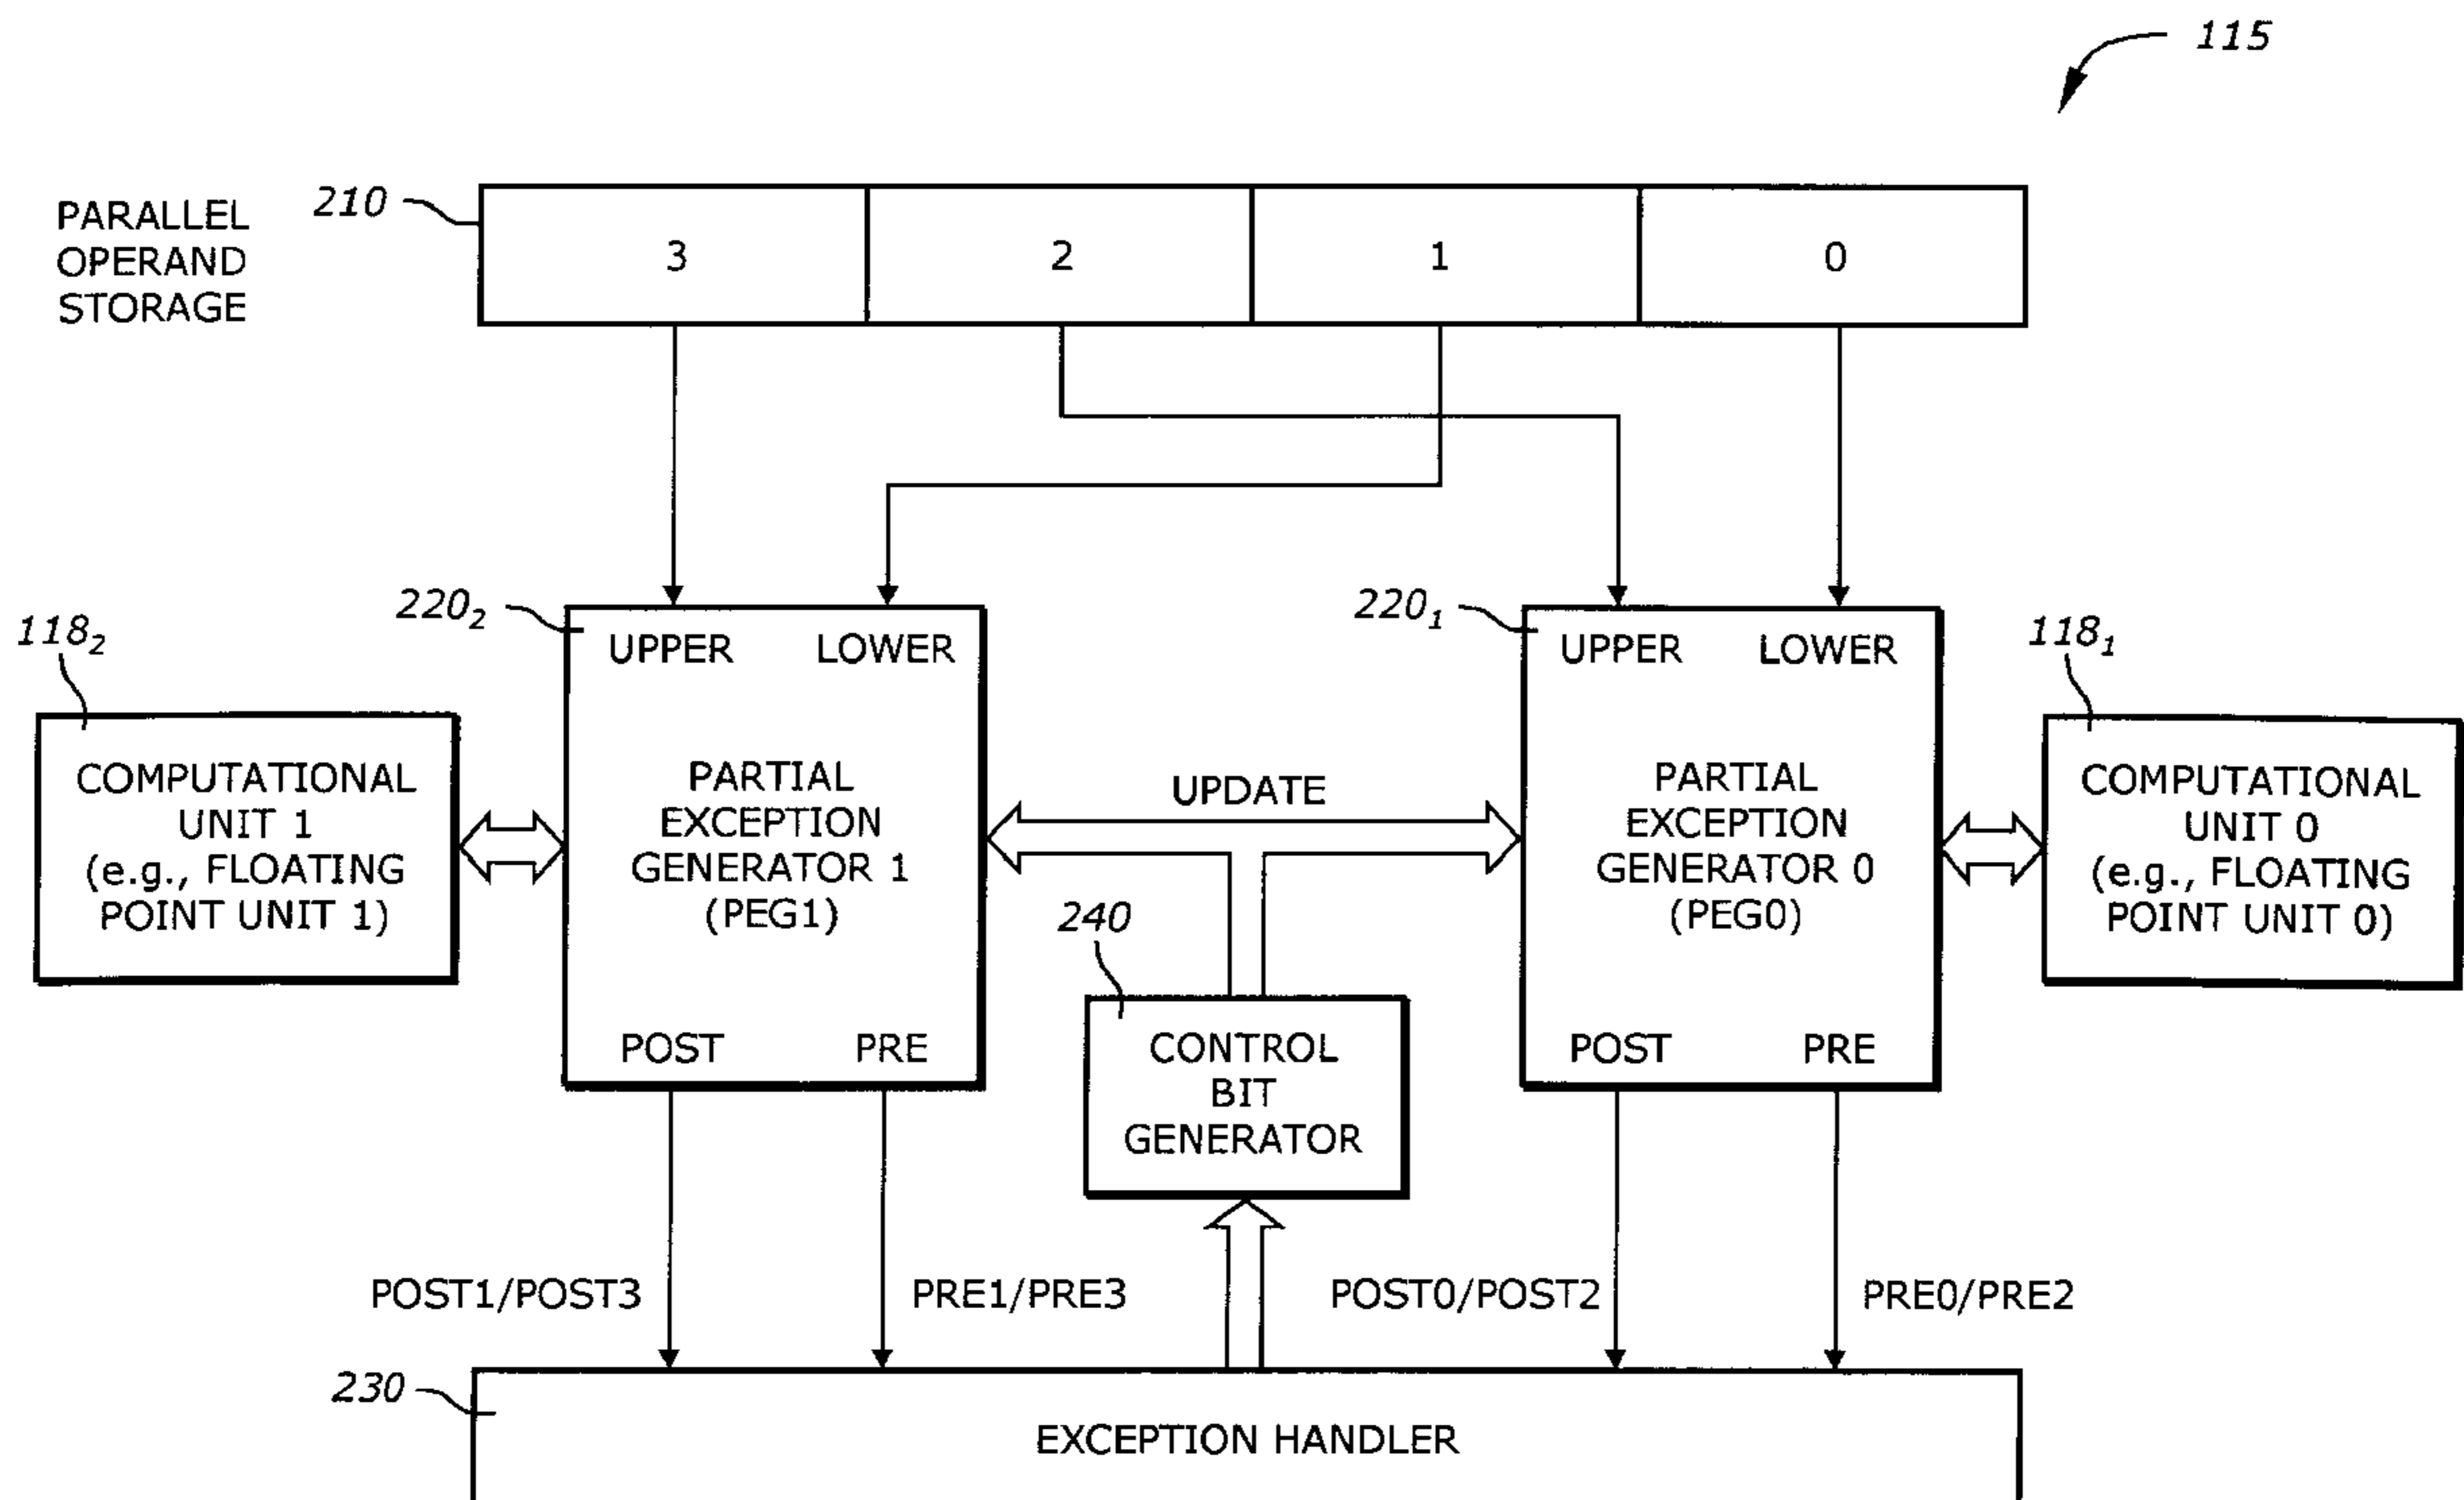 115
PARALLEL
OPERAND
STORAGE
210
3
2
1
0
220₂
220₁
118₂
118₁
UPPER
LOWER
UPPER
LOWER
COMPUTATIONAL
UNIT 1
(e.g., FLOATING
POINT UNIT 1)
PARTIAL
EXCEPTION
GENERATOR 1
(PEG1)
UPDATE
PARTIAL
EXCEPTION
GENERATOR 0
(PEG0)
COMPUTATIONAL
UNIT 0
(e.g., FLOATING
POINT UNIT 0)
240
CONTROL
BIT
GENERATOR
POST
PRE
POST
PRE
POST1/POST3
PRE1/PRE3
POST0/POST2
PRE0/PRE2
230
EXCEPTION HANDLER